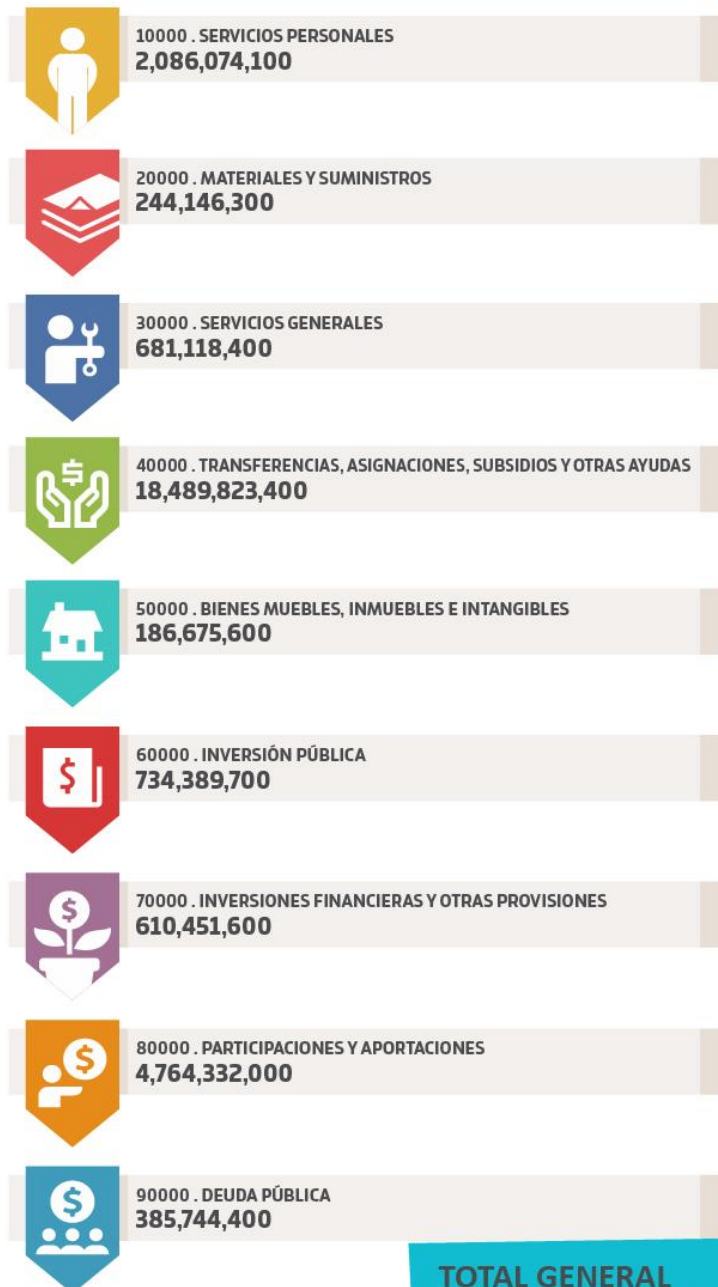 10000 . SERVICIOS PERSONALES
2,086,074,100
20000 . MATERIALES Y SUMINISTROS
244,146,300
30000 . SERVICIOS GENERALES
681,118,400
40000 . TRANSFERENCIAS, ASIGNACIONES, SUBSIDIOS Y OTRAS AYUDAS
$
18,489,823,400
50000 . BIENES MUEBLES, INMUEBLES E INTANGIBLES
186,675,600
60000 . INVERSIÓN PÚBLICA
$
734,389,700
70000 . INVERSIONES FINANCIERAS Y OTRAS PROVISIONES
$
610,451,600
80000 . PARTICIPACIONES Y APORTACIONES
$
4,764,332,000
90000 . DEUDA PÚBLICA
$
385,744,400
TOTAL GENERAL